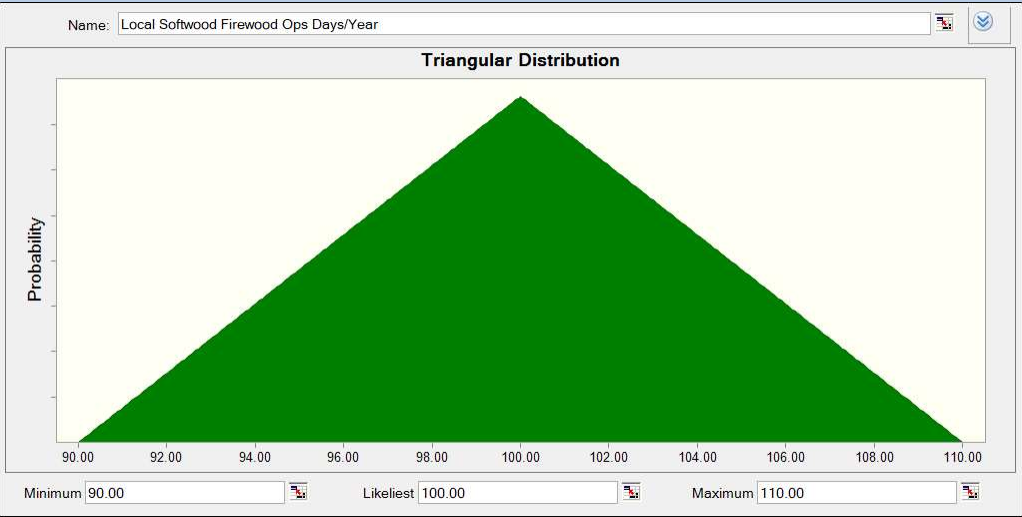 Name: Local Softwood Firewood Ops Days/Year
Triangular Distribution
Probability
90.00 92.00 94.00 96.00 98.00 100.00 102.00 104.00 106.00 108.00 110.00
Minimum 90.00 Likeliest 100.00 Maximum 110.00